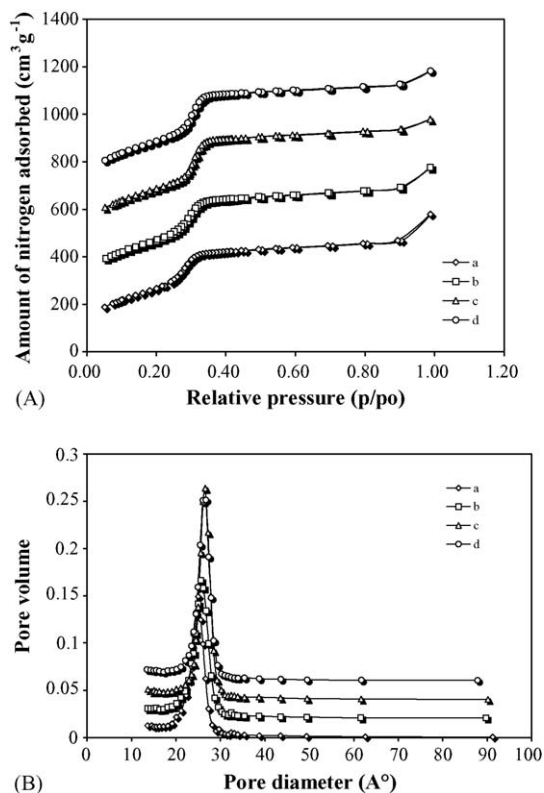 1400
1200
1000
800
600
400
200
0
Amount of nitrogen adsorbed (cm³g⁻¹)
a
b
c
d
0.00 0.20 0.40 0.60 0.80 1.00 1.20
(A) Relative pressure (p/po)
0.3
0.25
0.2
0.15
0.1
0.05
0
Pore volume
a
b
c
d
0 10 20 30 40 50 60 70 80 90 100
(B) Pore diameter (A°)